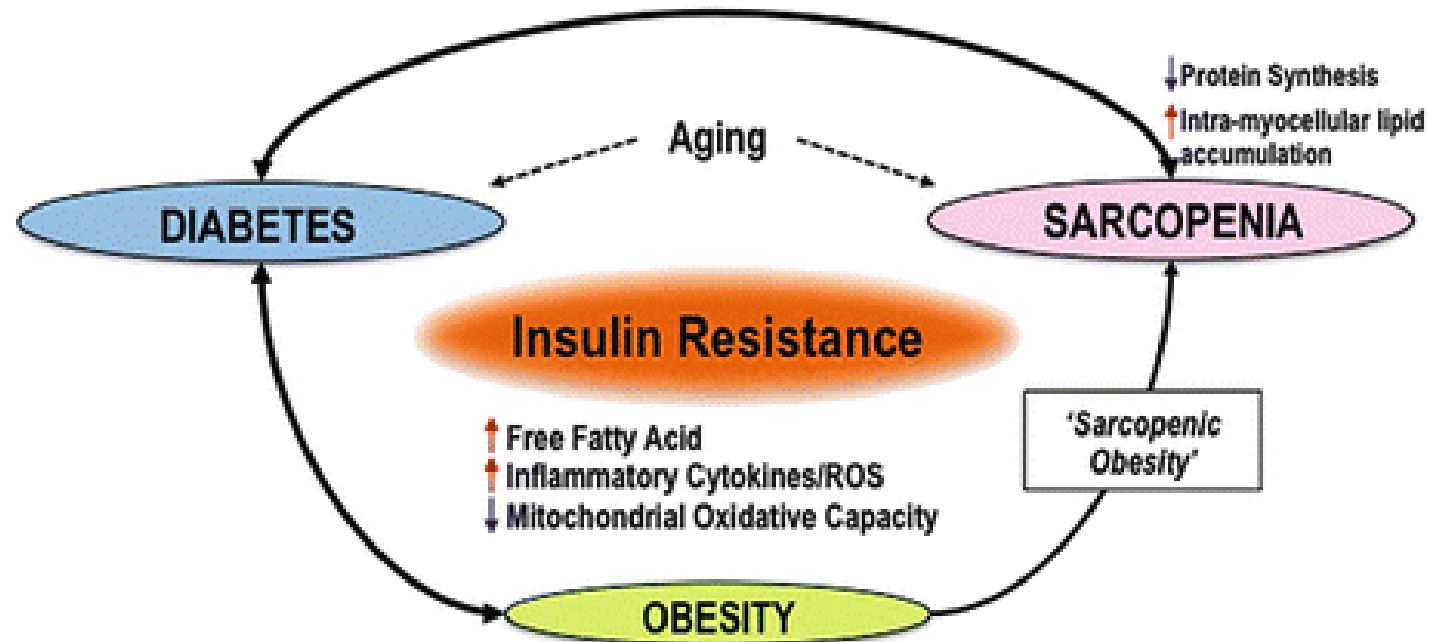 ↓Protein Synthesis
↑Intra-myocellular lipid
accumulation
Aging
DIABETES
SARCOPENIA
Insulin Resistance
↑ Free Fatty Acid
↑ Inflammatory Cytokines/ROS
↓ Mitochondrial Oxidative Capacity
‘Sarcopenic
Obesity’
OBESITY